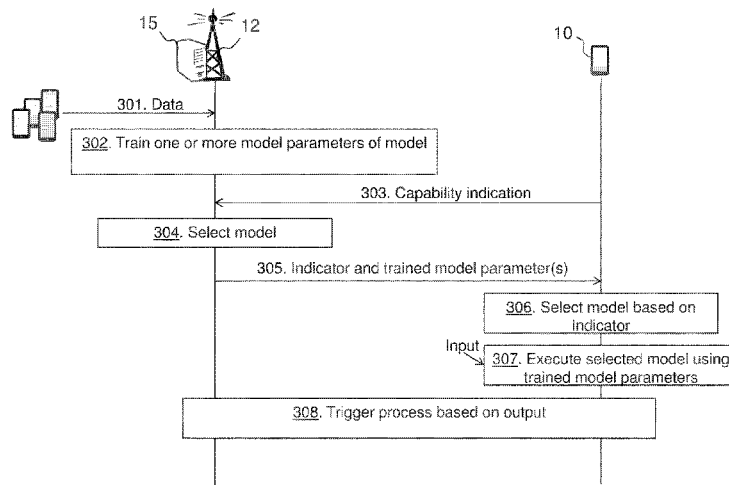 15
12
10
301. Data
302. Train one or more model parameters of model
303. Capability indication
304. Select model
305. Indicator and trained model parameter(s)
306. Select model based on
indicator
Input
307. Execute selected model using
trained model parameters
308. Trigger process based on output